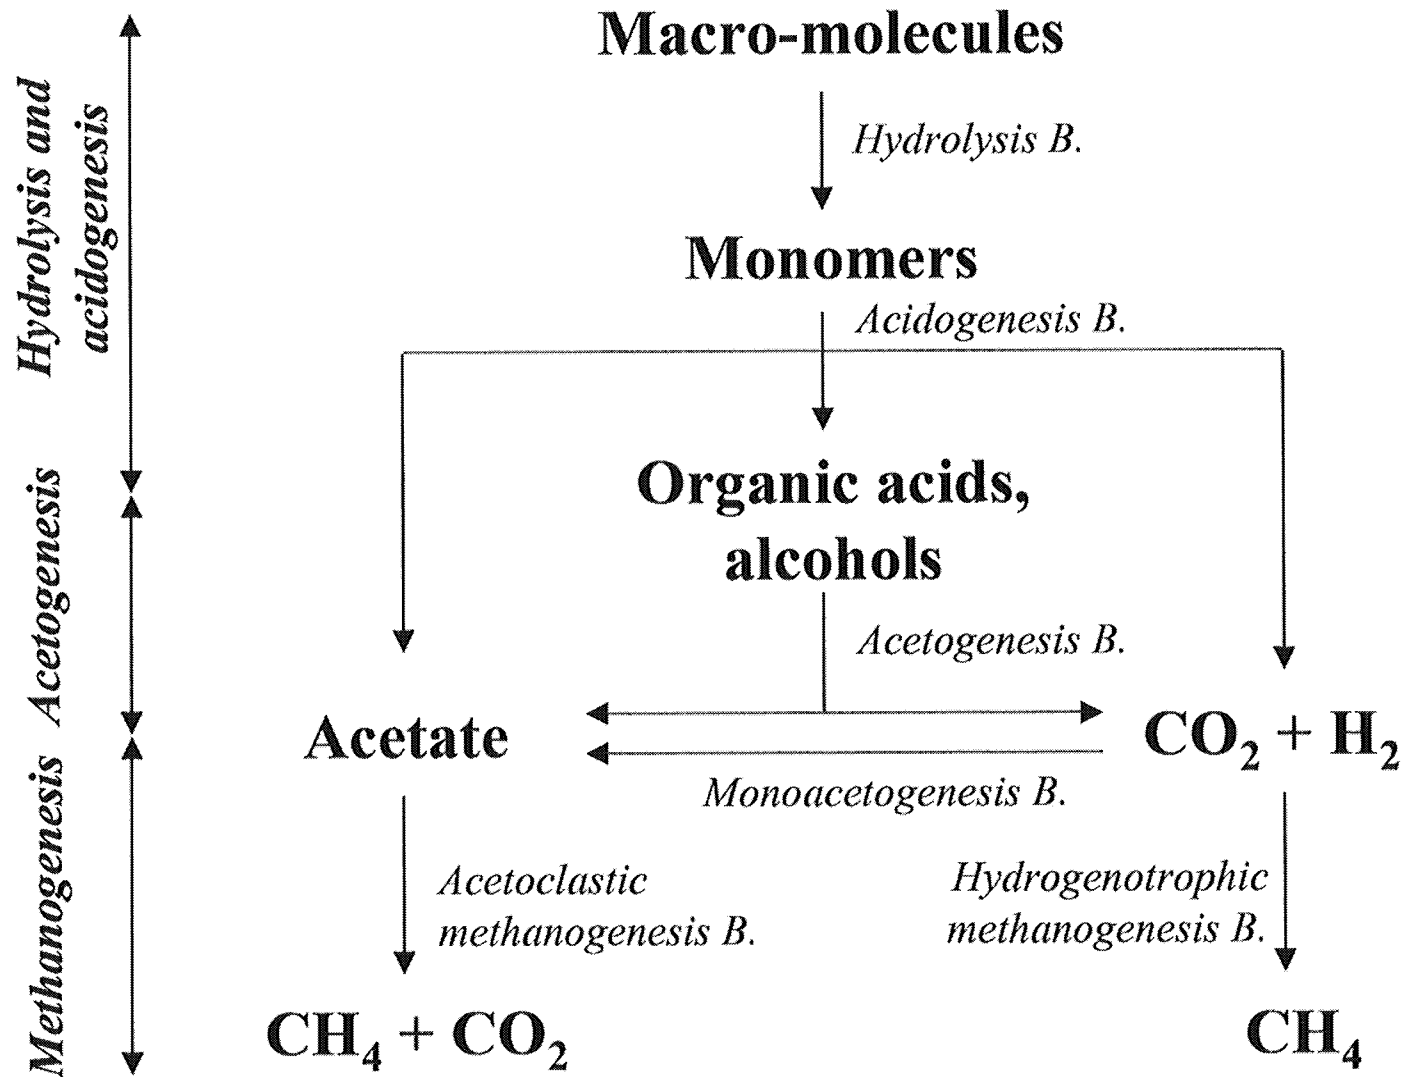 Macro-molecules
Hydrolysis B.
Monomers
Acidogenesis B.
Organic acids,
alcohols
Acetogenesis B.
Acetate
CO₂ + H₂
Monoacetogenesis B.
Acetoclastic
methanogenesis B.
Hydrogenotrophic
methanogenesis B.
CH₄ + CO₂
CH₄
Hydrolysis and
acidogenesis
Acetogenesis
Methanogenesis